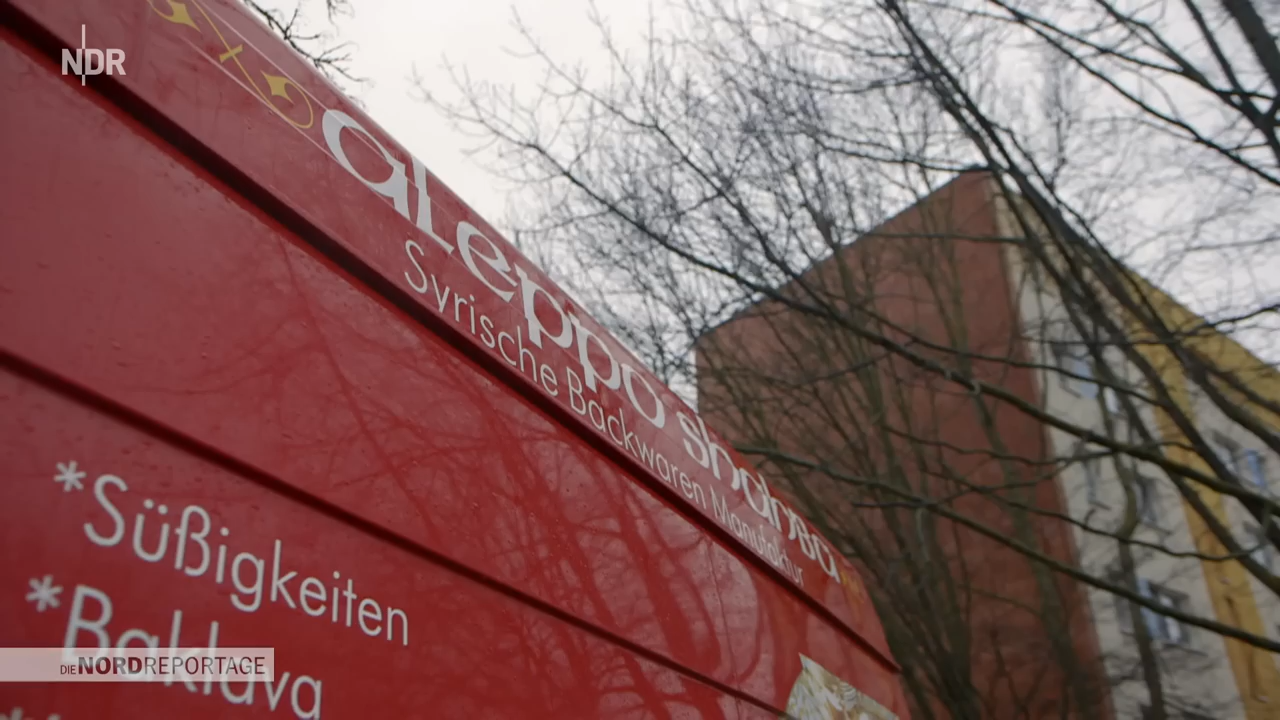 NDR
aleppo shahba
Syrische Backwaren Manufaktur
*Süßigkeiten
*Baklava
DIE NORDREPORTAGE